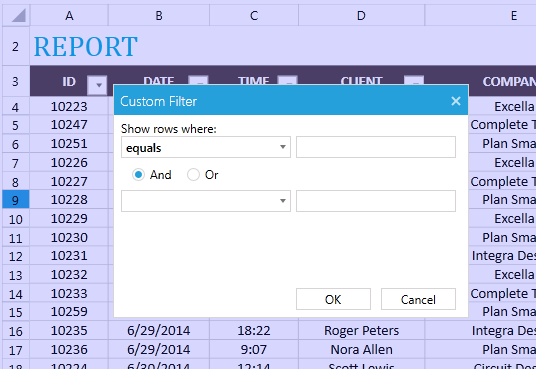 A B C D E
2 REPORT
3 ID DATE TIME CLIENT COMPAN
Custom Filter ×
4 10223 Excella
Show rows where:
5 10247 Complete T
6 10251 equals Plan Sma
7 10226 And Or Excella
8 10227 Complete T
9 10228 Plan Sma
10 10229 Excella
11 10230 Plan Sma
12 10231 Integra Des
13 10232 Excella
14 10233 OK Cancel Complete T
15 10259 Plan Sma
16 10235 6/29/2014 18:22 Roger Peters Integra Des
17 10236 6/29/2014 9:07 Nora Allen Plan Sma
18 10224 6/30/2014 12:14 Scott Lewis Circuit Des